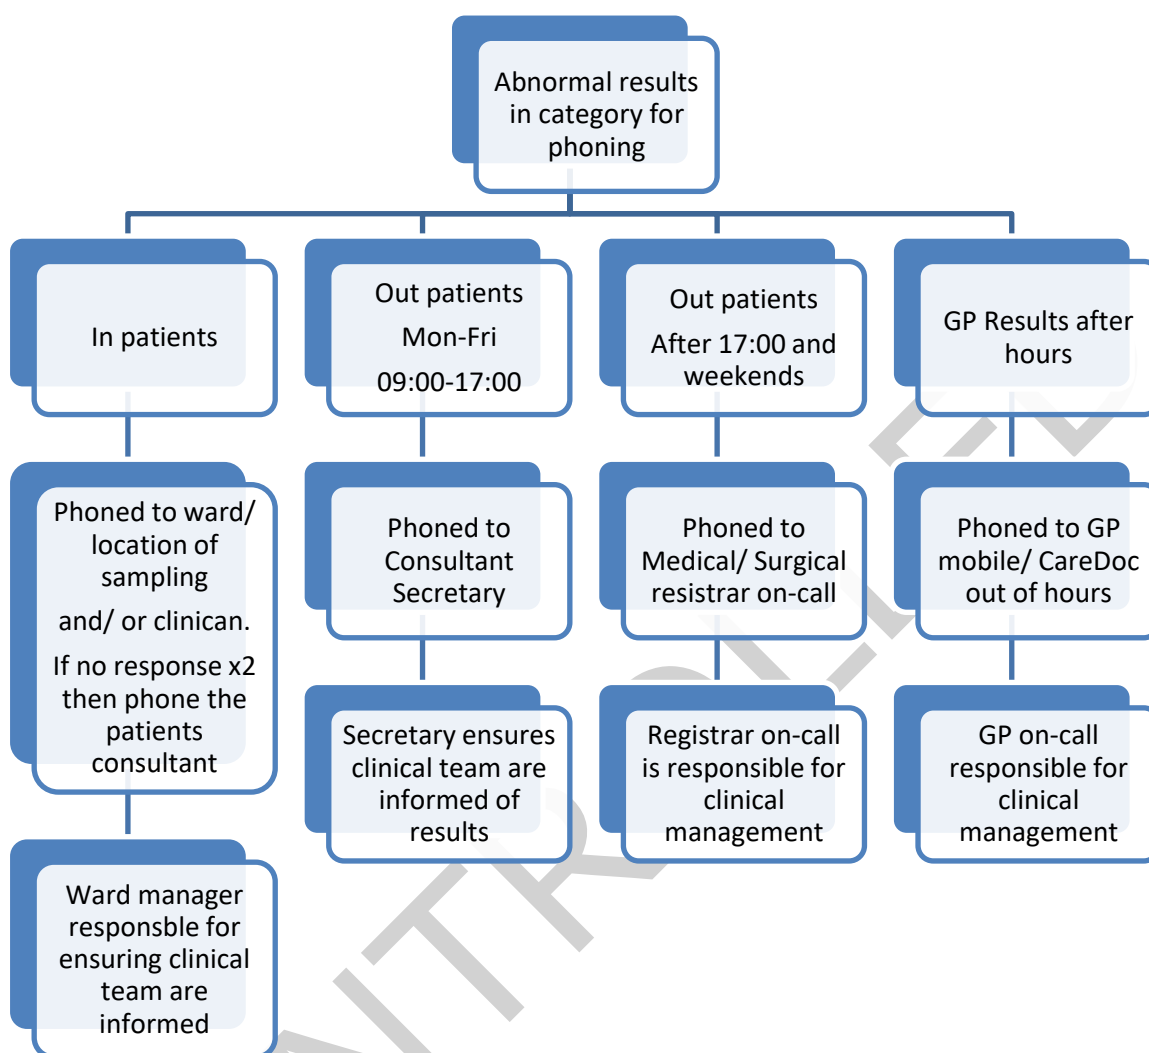 Abnormal results
in category for
phoning
In patients
Out patients
Mon-Fri
09:00-17:00
Out patients
After 17:00 and
weekends
GP Results after
hours
Phoned to ward/
location of
sampling
and/ or clinican.
If no response x2
then phone the
patients
consultant
Phoned to
Consultant
Secretary
Phoned to
Medical/ Surgical
resistrar on-call
Phoned to GP
mobile/ CareDoc
out of hours
Secretary ensures
clinical team are
informed of
results
Registrar on-call
is responsible for
clinical
management
GP on-call
responsible for
clinical
management
Ward manager
responsble for
ensuring clinical
team are
informed